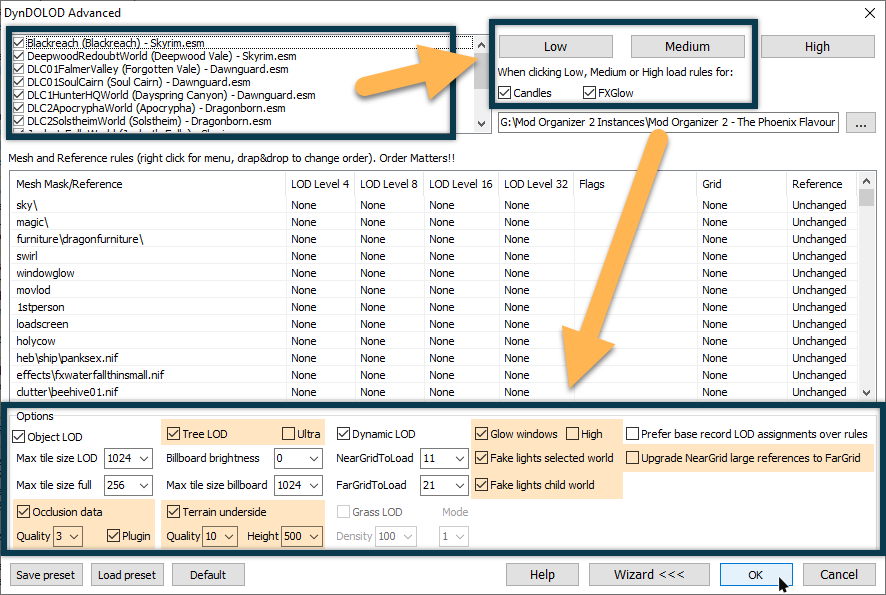 DynDOLOD Advanced
Blackreach (Blackreach) - Skyrim.esm
DeepwoodRedoubtWorld (Deepwood Vale) - Skyrim.esm
DLC01FalmerValley (Forgotten Vale) - Dawnguard.esm
DLC01SoulCairn (Soul Cairn) - Dawnguard.esm
DLC1HunterHQWorld (Dayspring Canyon) - Dawnguard.esm
DLC2ApocryphaWorld (Apocrypha) - Dragonborn.esm
DLC2SolstheimWorld (Solstheim) - Dragonborn.esm
Low Medium High
When clicking Low, Medium or High load rules for:
Candles FXGlow
G:\Mod Organizer 2 Instances\Mod Organizer 2 - The Phoenix Flavour ...
Mesh and Reference rules (right click for menu, drap&drop to change order). Order Matters!!
Mesh Mask/Reference LOD Level 4 LOD Level 8 LOD Level 16 LOD Level 32 Flags Grid Reference
sky\ None None None None None Unchanged
magic\ None None None None None Unchanged
furniture\dragonfurniture\ None None None None None Unchanged
swirl None None None None None Unchanged
windowglow None None None None None Unchanged
movlod None None None None None Unchanged
1stperson None None None None None Unchanged
loadscreen None None None None None Unchanged
holycow None None None None None Unchanged
heb\ship\panksex.nif None None None None None Unchanged
effects\fxwaterfallthinsmall.nif None None None None None Unchanged
clutter\beehive01.nif None None None None None Unchanged
Options
Object LOD Tree LOD Ultra Dynamic LOD Glow windows High Prefer base record LOD assignments over rules
Max tile size LOD 1024 Billboard brightness 0 NearGridToLoad 11 Fake lights selected world Upgrade NearGrid large references to FarGrid
Max tile size full 256 Max tile size billboard 1024 FarGridToLoad 21 Fake lights child world
Occlusion data Terrain underside Grass LOD Mode
Quality 3 Plugin Quality 10 Height 500 Density 100 1
Save preset Load preset Default Help Wizard <<< OK Cancel